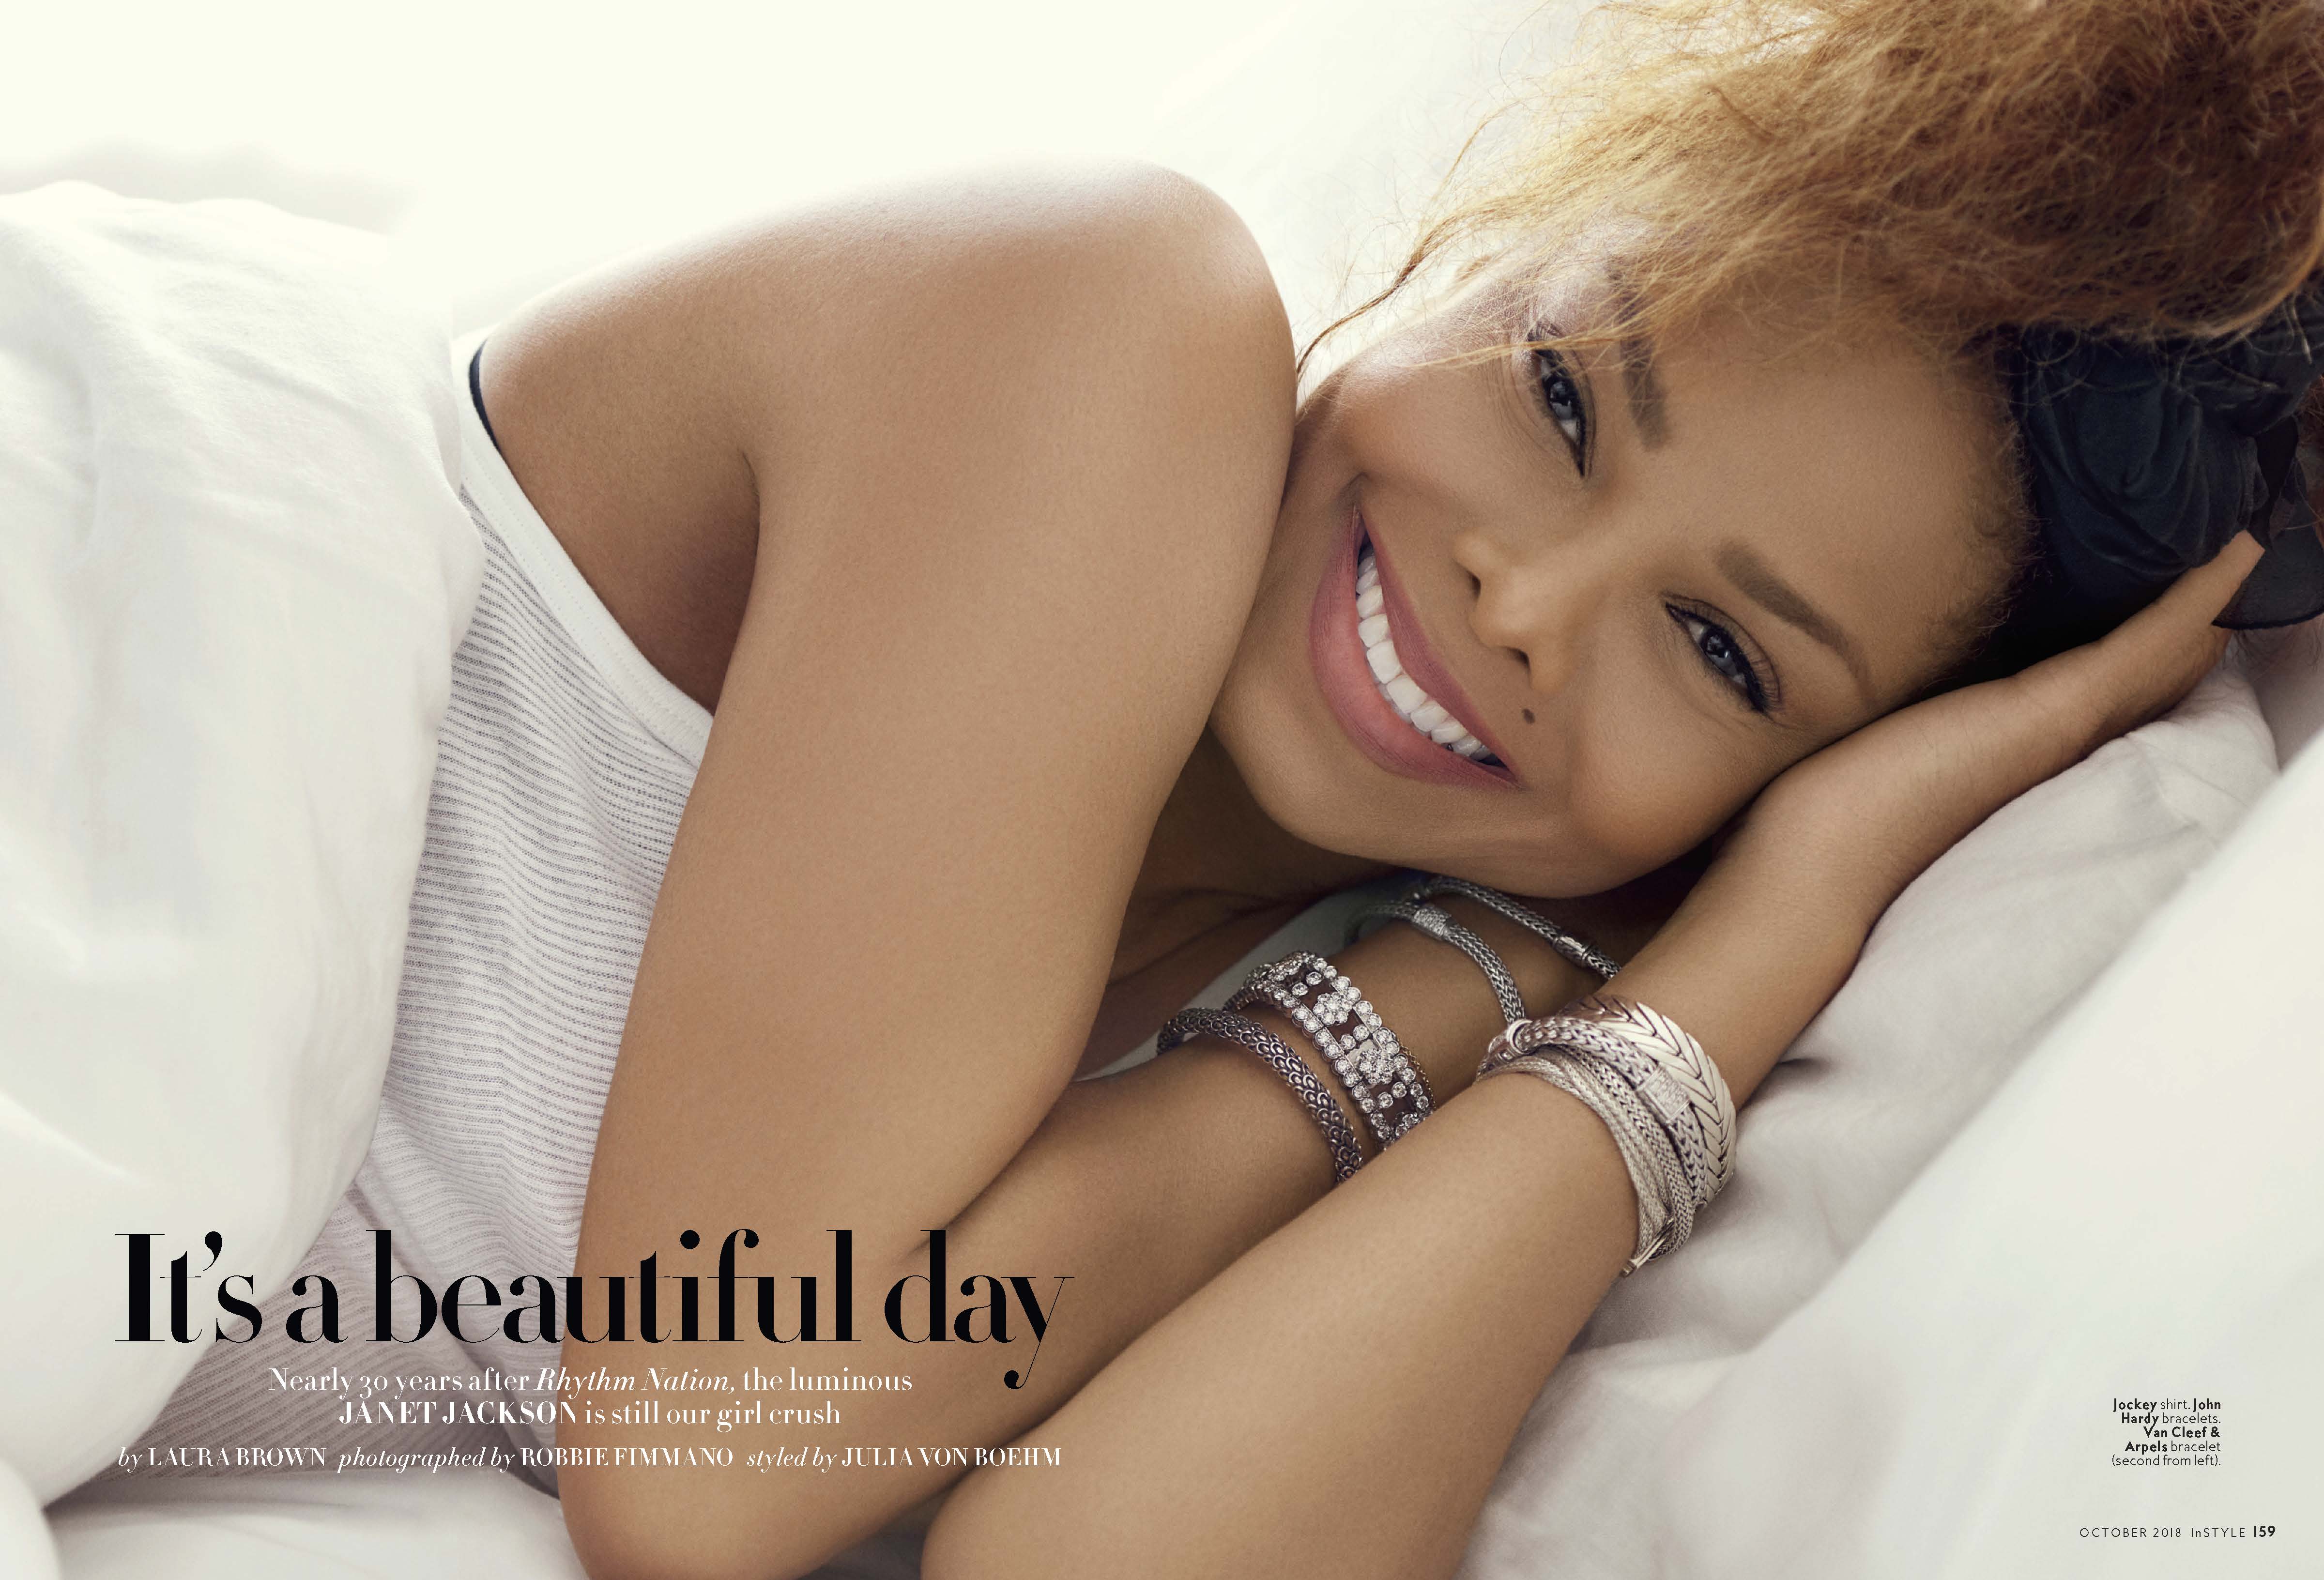 It's a beautiful day
Nearly 30 years after Rhythm Nation, the luminous
JANET JACKSON is still our girl crush
by LAURA BROWN photographed by ROBBIE FIMMANO styled by JULIA VON BOEHM
Jockey shirt. John
Hardy bracelets.
Van Cleef &
Arpels bracelet
(second from left).
OCTOBER 2018 InSTYLE 159